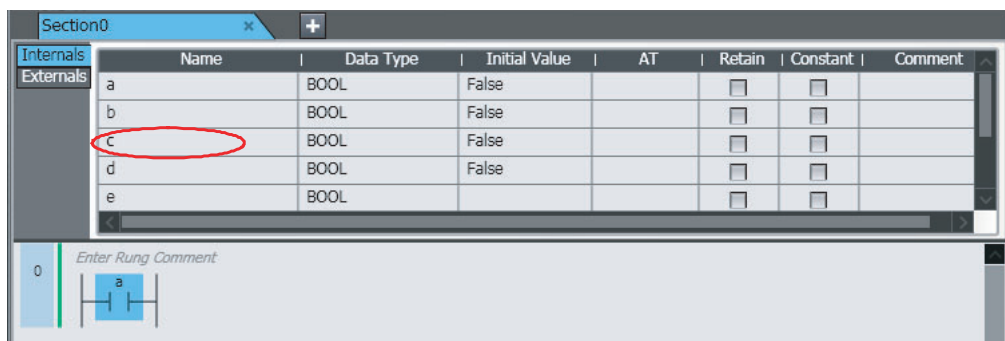 Section0 × +
Internals Name Data Type Initial Value AT Retain Constant Comment
Externals
a BOOL False
b BOOL False
c BOOL False
d BOOL False
e BOOL
0 Enter Rung Comment
a